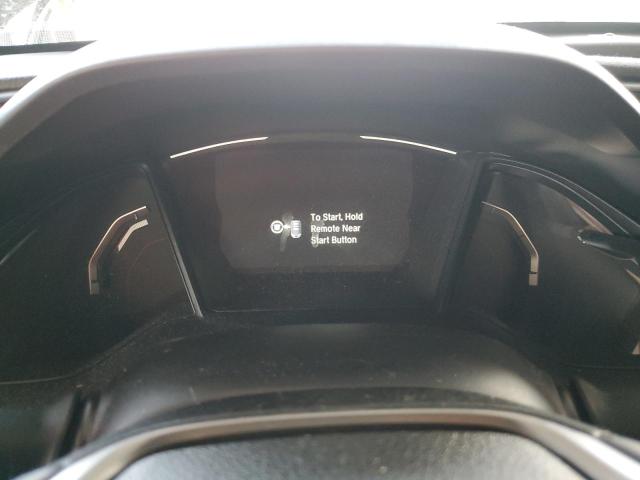 To Start, Hold
Remote Near
Start Button